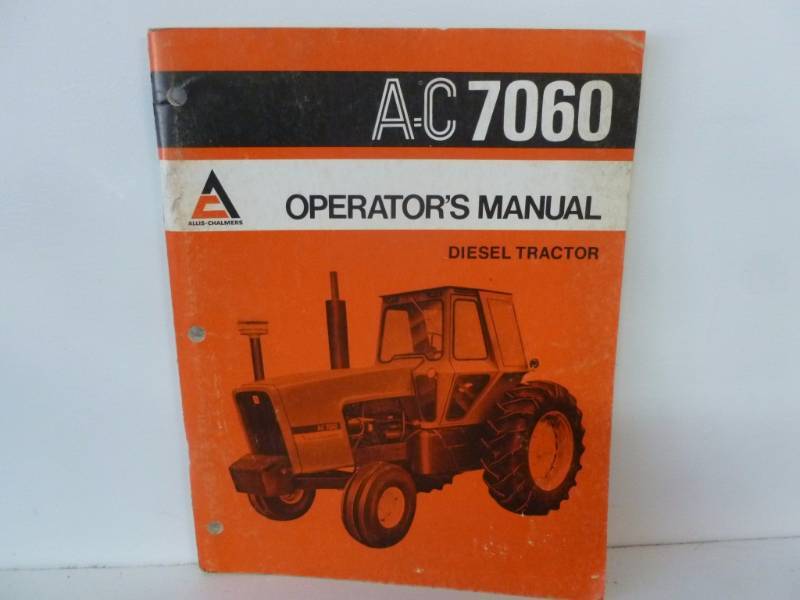 A-C 7060
ALLIS-CHALMERS
OPERATOR'S MANUAL
DIESEL TRACTOR